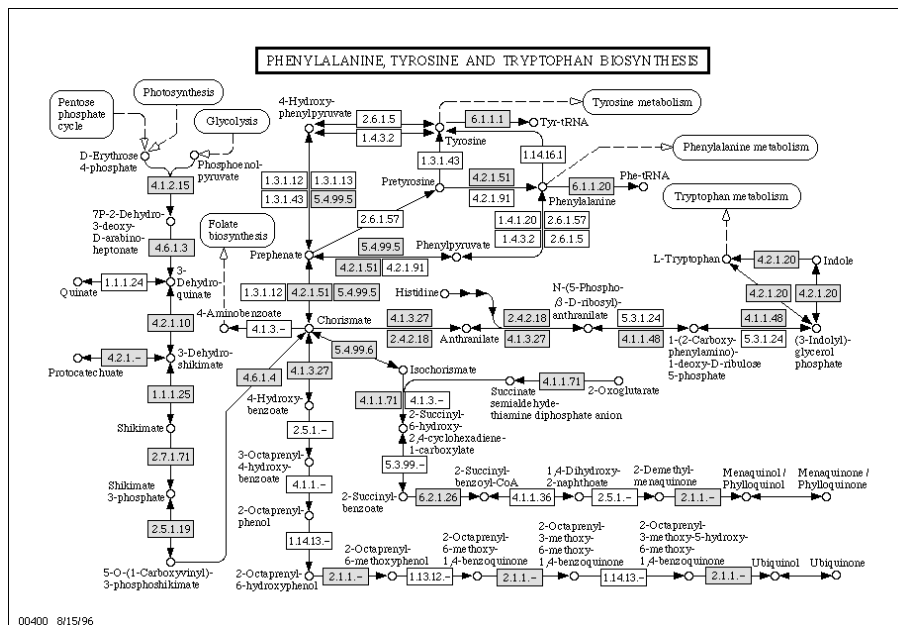 PHENYLALANINE, TYROSINE AND TRYPTOPHAN BIOSYNTHESIS
Pentose
phosphate
cycle
Photosynthesis
Glycolysis
D-Erythrose
4-phosphate
Phosphoenol-
pyruvate
4.1.2.15
7P-2-Dehydro-
3-deoxy-
D-arabino-
heptonate
4.6.1.3
Folate
biosynthesis
Quinate
1.1.1.24
3-
Dehydro-
quinate
4.2.1.10
4-Aminobenzoate
4.1.3.-
Protocatechuate
4.2.1.-
3-Dehydro-
shikimate
1.1.1.25
Shikimate
2.7.1.71
Shikimate
3-phosphate
2.5.1.19
5-O-(1-Carboxyvinyl)-
3-phosphoshikimate
4.6.1.4
4-Hydroxy-
phenylpyruvate
2.6.1.5
1.4.3.2
Tyrosine
6.1.1.1
Tyr-tRNA
Tyrosine metabolism
1.3.1.43
1.14.16.1
Phenylalanine metabolism
1.3.1.12
1.3.1.13
1.3.1.43
5.4.99.5
Pretyrosine
4.2.1.51
4.2.1.91
Phenylalanine
6.1.1.20
Phe-tRNA
Tryptophan metabolism
2.6.1.57
1.4.1.20
2.6.1.57
1.4.3.2
2.6.1.5
Prephenate
5.4.99.5
4.2.1.51
4.2.1.91
Phenylpyruvate
L-Tryptophan
4.2.1.20
Indole
1.3.1.12
4.2.1.51
5.4.99.5
Histidine
N-(5-Phospho-
β-D-ribosyl)-
anthranilate
4.2.1.20
4.2.1.20
Chorismate
4.1.3.27
2.4.2.18
Anthranilate
2.4.2.18
4.1.3.27
5.3.1.24
4.1.1.48
1-(2-Carboxy-
phenylamino)-
1-deoxy-D-ribulose
5-phosphate
4.1.1.48
5.3.1.24
(3-Indolyl)-
glycerol
phosphate
5.4.99.6
Isochorismate
4.1.3.27
4-Hydroxy-
benzoate
4.1.1.71
4.1.3.-
Succinate
semialdehyde-
thiamine diphosphate anion
4.1.1.71
2-Oxoglutarate
2-Succinyl-
6-hydroxy-
2,4-cyclohexadiene-
1-carboxylate
2.5.1.-
5.3.99.-
3-Octaprenyl-
4-hydroxy-
benzoate
4.1.1.-
2-Octaprenyl-
phenol
1.14.13.-
2-Succinyl-
benzoate
6.2.1.26
2-Succinyl-
benzoyl-CoA
4.1.1.36
1,4-Dihydroxy-
2-naphthoate
2.5.1.-
2-Demethyl-
menaquinone
2.1.1.-
Menaquinol /
Phylloquinol
Menaquinone /
Phylloquinone
2-Octaprenyl-
6-hydroxyphenol
2.1.1.-
2-Octaprenyl-
6-methoxyphenol
1.13.12.-
2-Octaprenyl-
6-methoxy-
1,4-benzoquinone
2.1.1.-
2-Octaprenyl-
3-methoxy-
6-methoxy-
1,4-benzoquinone
1.14.13.-
2-Octaprenyl-
3-methoxy-5-hydroxy-
6-methoxy-
1,4-benzoquinone
2.1.1.-
Ubiquinol
Ubiquinone
00400 8/15/96